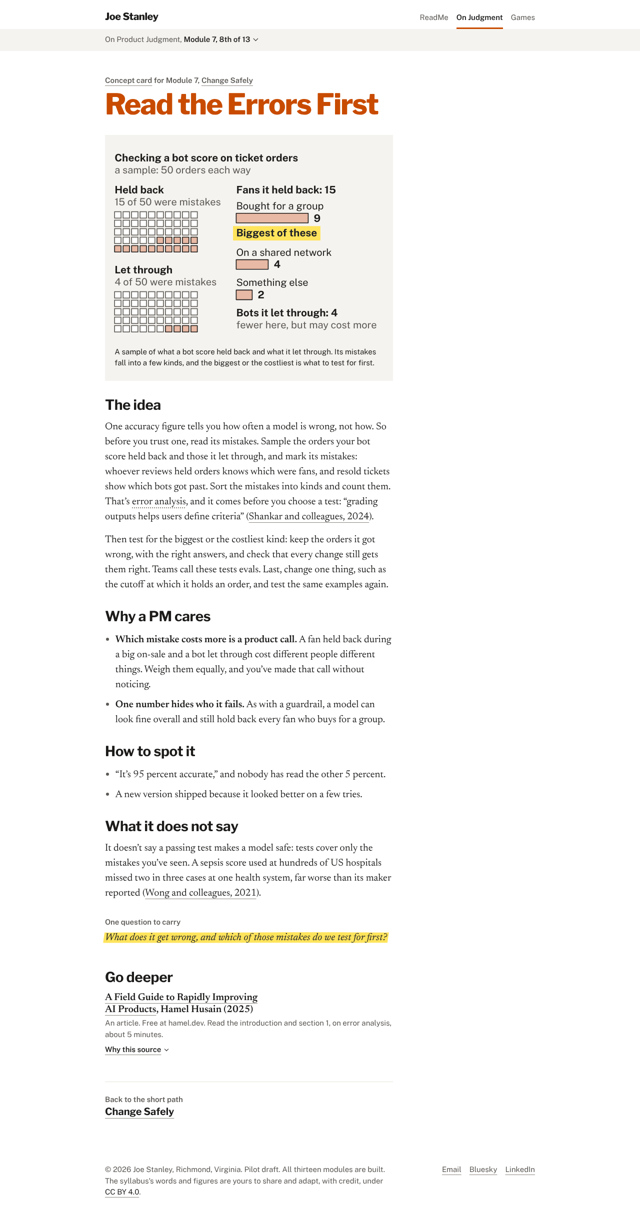 Joe Stanley
ReadMe On Judgment Games
On Product Judgment, Module 7, 8th of 13
Concept card for Module 7, Change Safely
Read the Errors First
Checking a bot score on ticket orders
a sample: 50 orders each way
Held back
15 of 50 were mistakes
Let through
4 of 50 were mistakes
Fans it held back: 15
Bought for a group
9
Biggest of these
On a shared network
4
Something else
2
Bots it let through: 4
fewer here, but may cost more
A sample of what a bot score held back and what it let through. Its mistakes
fall into a few kinds, and the biggest or the costliest is what to test for first.
The idea
One accuracy figure tells you how often a model is wrong, not how. So
before you trust one, read its mistakes. Sample the orders your bot
score held back and those it let through, and mark its mistakes:
whoever reviews held orders knows which were fans, and resold tickets
show which bots got past. Sort the mistakes into kinds and count them.
That’s error analysis, and it comes before you choose a test: “grading
outputs helps users define criteria” (Shankar and colleagues, 2024).
Then test for the biggest or the costliest kind: keep the orders it got
wrong, with the right answers, and check that every change still gets
them right. Teams call these tests evals. Last, change one thing, such as
the cutoff at which it holds an order, and test the same examples again.
Why a PM cares
• Which mistake costs more is a product call. A fan held back during
a big on-sale and a bot let through cost different people different
things. Weigh them equally, and you’ve made that call without
noticing.
• One number hides who it fails. As with a guardrail, a model can
look fine overall and still hold back every fan who buys for a group.
How to spot it
• “It’s 95 percent accurate,” and nobody has read the other 5 percent.
• A new version shipped because it looked better on a few tries.
What it does not say
It doesn’t say a passing test makes a model safe: tests cover only the
mistakes you’ve seen. A sepsis score used at hundreds of US hospitals
missed two in three cases at one health system, far worse than its maker
reported (Wong and colleagues, 2021).
One question to carry
What does it get wrong, and which of those mistakes do we test for first?
Go deeper
A Field Guide to Rapidly Improving
AI Products, Hamel Husain (2025)
An article. Free at hamel.dev. Read the introduction and section 1, on error analysis,
about 5 minutes.
Why this source
Back to the short path
Change Safely
© 2026 Joe Stanley, Richmond, Virginia. Pilot draft. All thirteen modules are built.
The syllabus’s words and figures are yours to share and adapt, with credit, under
CC BY 4.0.
Email Bluesky LinkedIn